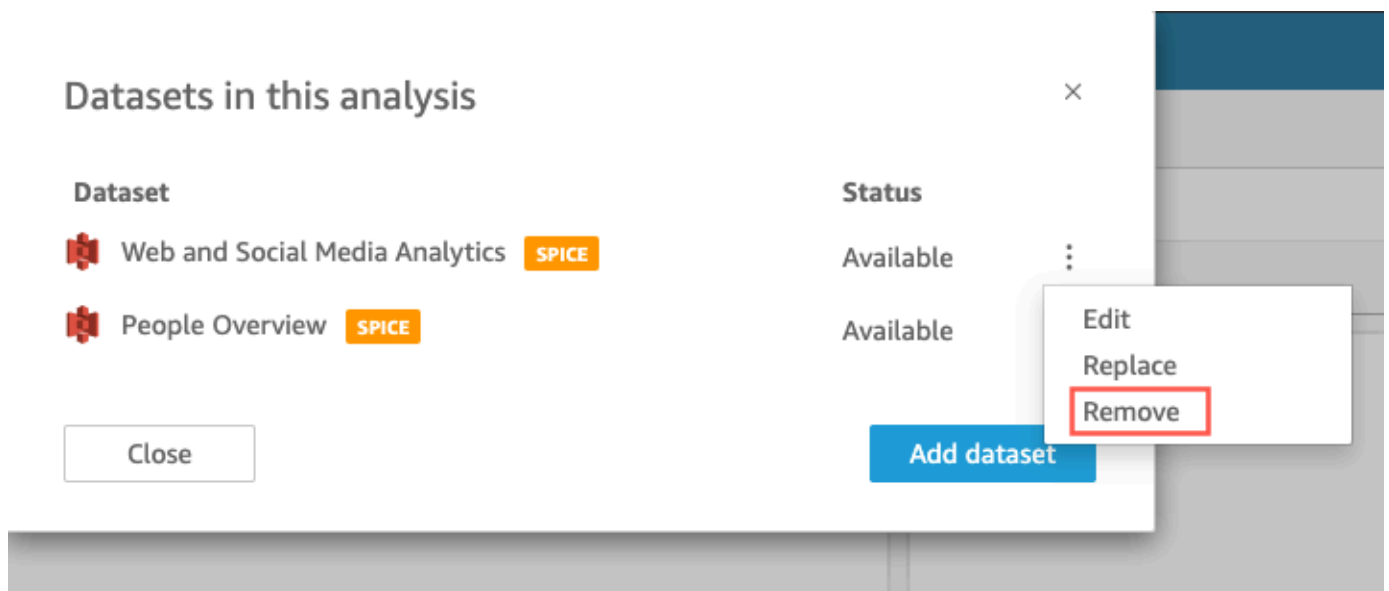 Datasets in this analysis
Dataset Status
Web and Social Media Analytics SPICE Available
People Overview SPICE Available
Edit
Replace
Remove
Close Add dataset